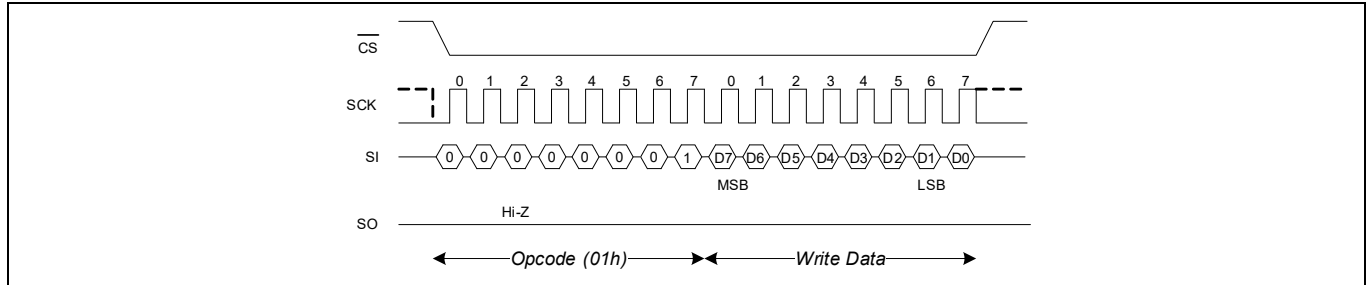 CS
0 1 2 3 4 5 6 7 0 1 2 3 4 5 6 7
SCK
SI 0 0 0 0 0 0 0 1 D7 D6 D5 D4 D3 D2 D1 D0
MSB LSB
Hi-Z
SO
Opcode (01h) Write Data